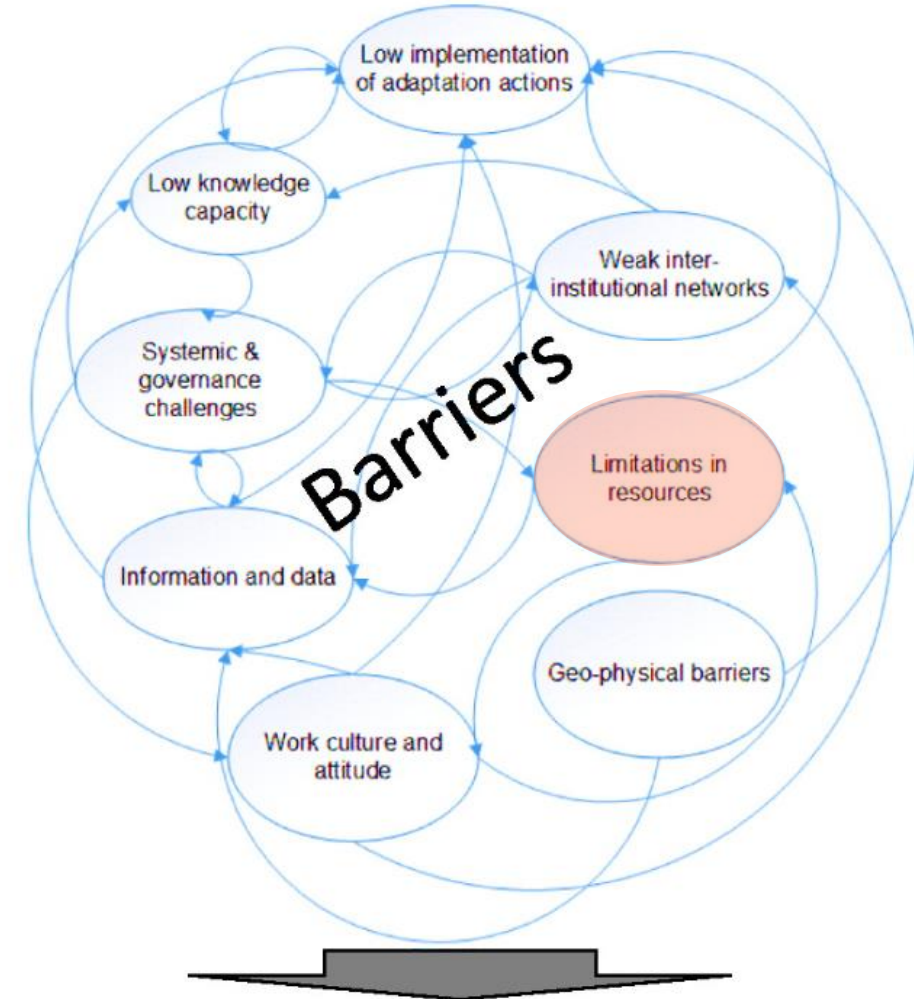 Low implementation
of adaptation actions
Low knowledge
capacity
Weak inter-
institutional networks
Systemic &
governance
challenges
Barriers
Limitations in
resources
Information and data
Geo-physical barriers
Work culture and
attitude